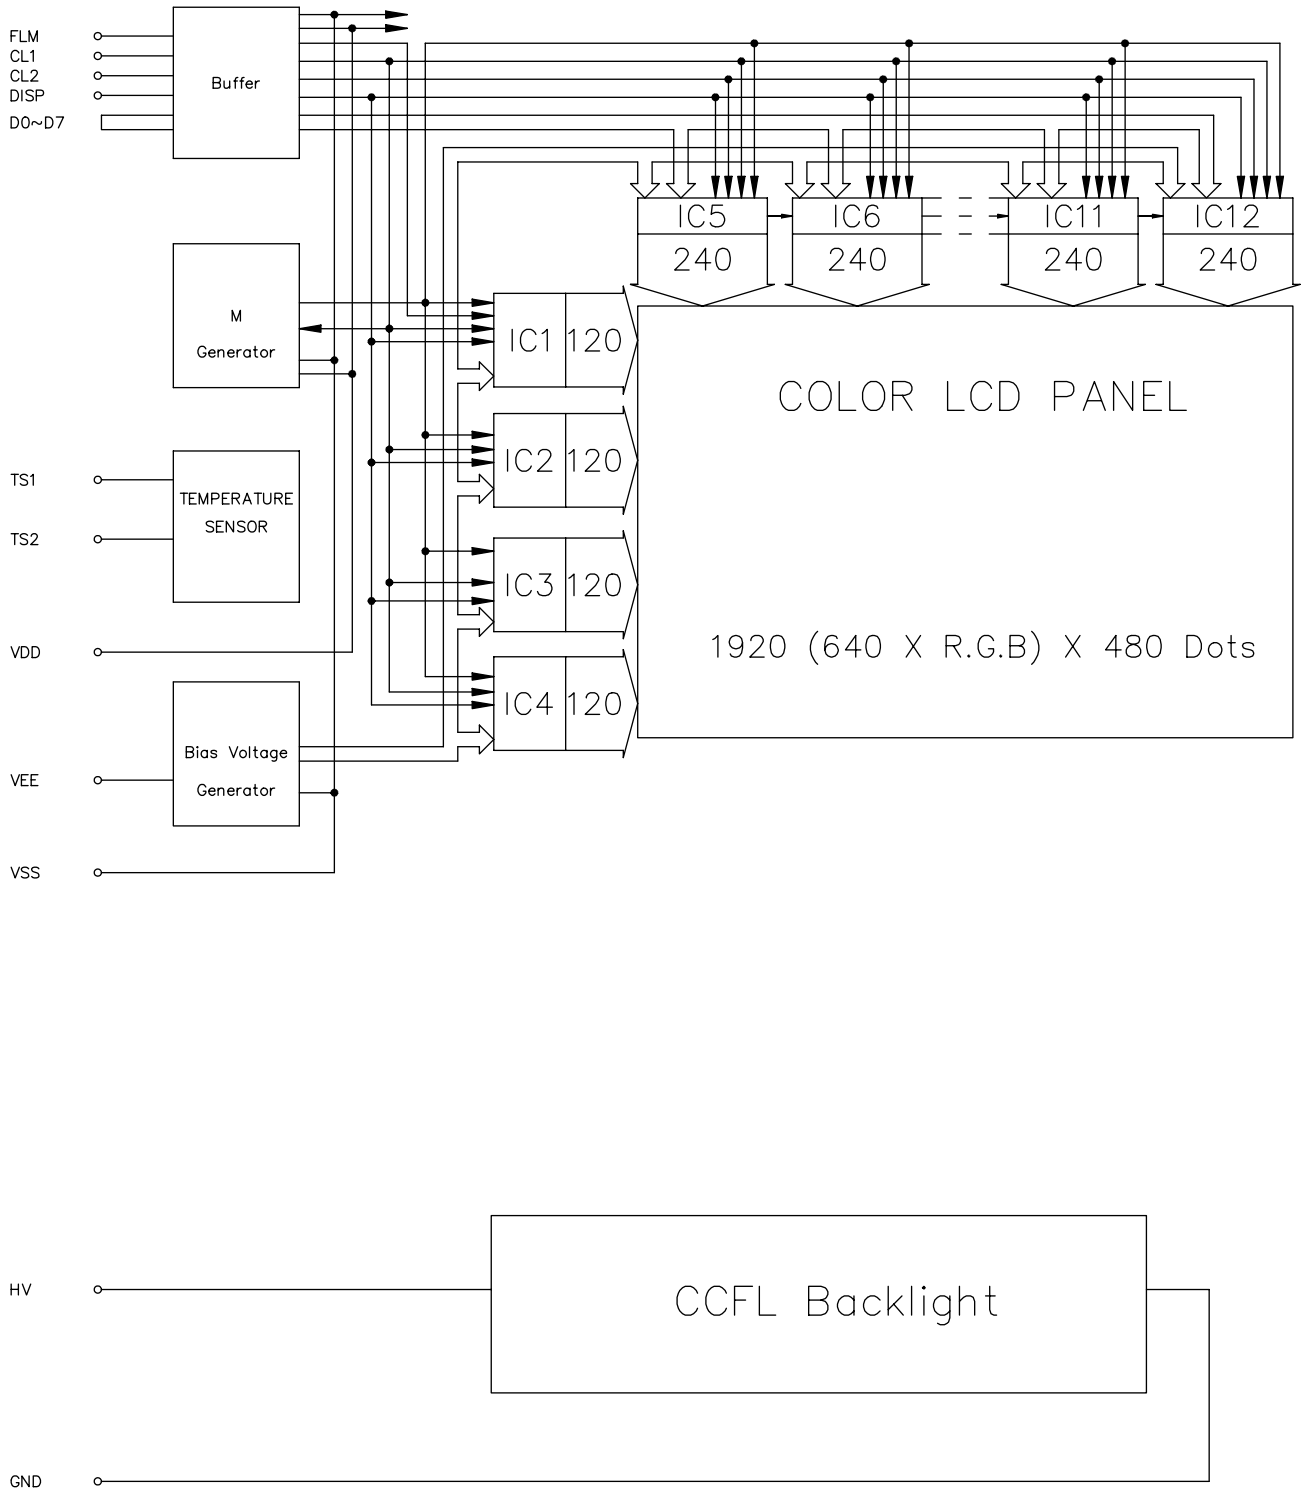 FLM
CL1
CL2
DISP
D0~D7
Buffer
IC5
IC6
IC11
IC12
240
240
240
240
M
Generator
IC1
120
COLOR LCD PANEL
IC2
120
TS1
TEMPERATURE
SENSOR
TS2
IC3
120
1920 (640 X R.G.B) X 480 Dots
VDD
IC4
120
Bias Voltage
Generator
VEE
VSS
HV
CCFL Backlight
GND